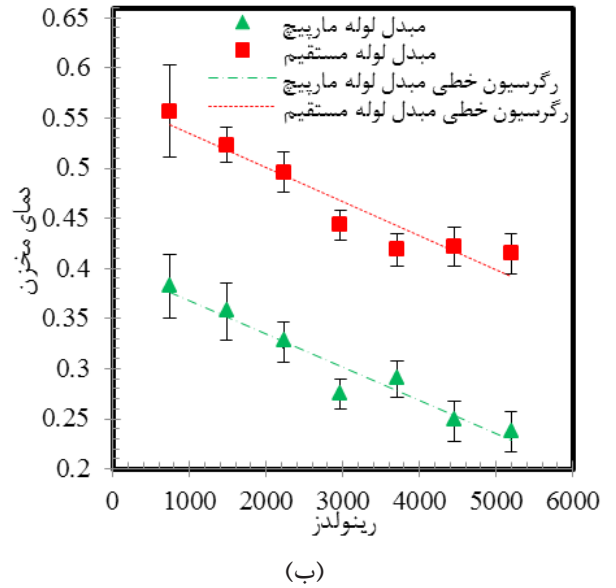 مبدل لوله مارپیچ
مبدل لوله مستقیم
رگرسیون خطی مبدل لوله مارپیچ
رگرسیون خطی مبدل لوله مستقیم
0.65
0.6
0.55
0.5
0.45
0.4
0.35
0.3
0.25
0.2
دمای مخزن
0 1000 2000 3000 4000 5000 6000
رینولدز
(ب)